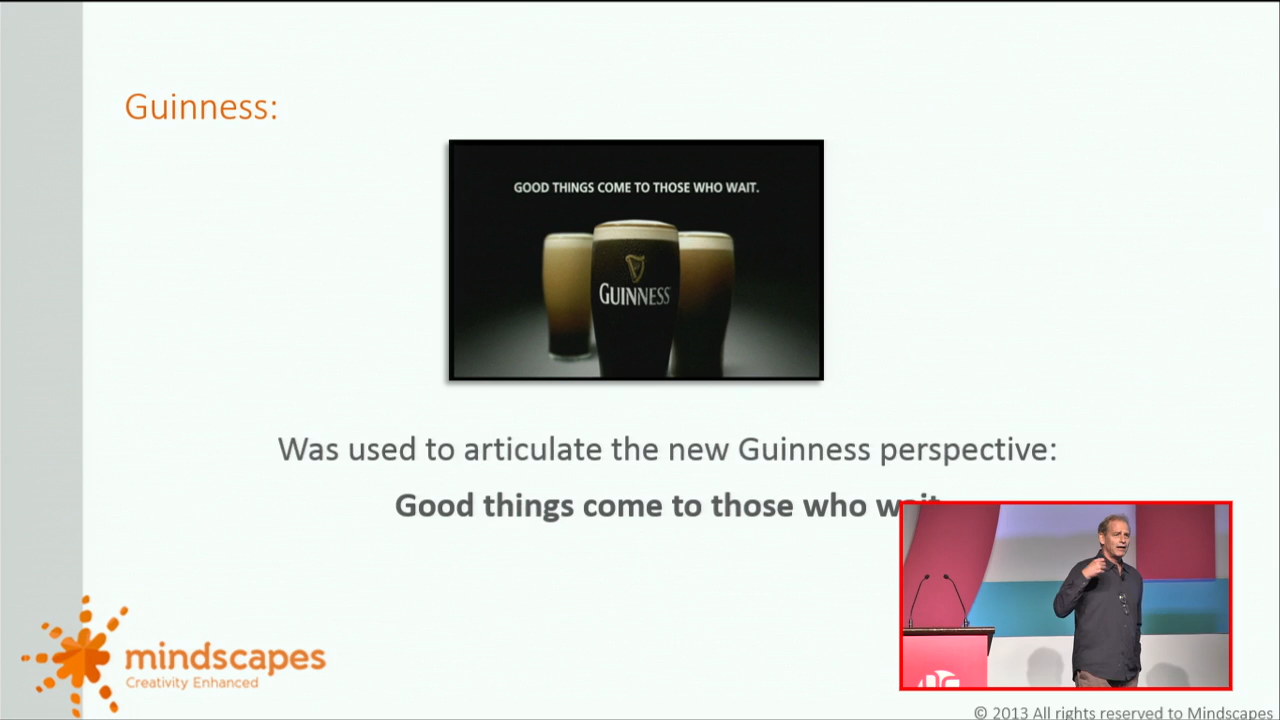 Guinness:
GOOD THINGS COME TO THOSE WHO WAIT.
GUINNESS
Was used to articulate the new Guinness perspective:
Good things come to those who wait
mindscapes
Creativity Enhanced
© 2013 All rights reserved to Mindscapes